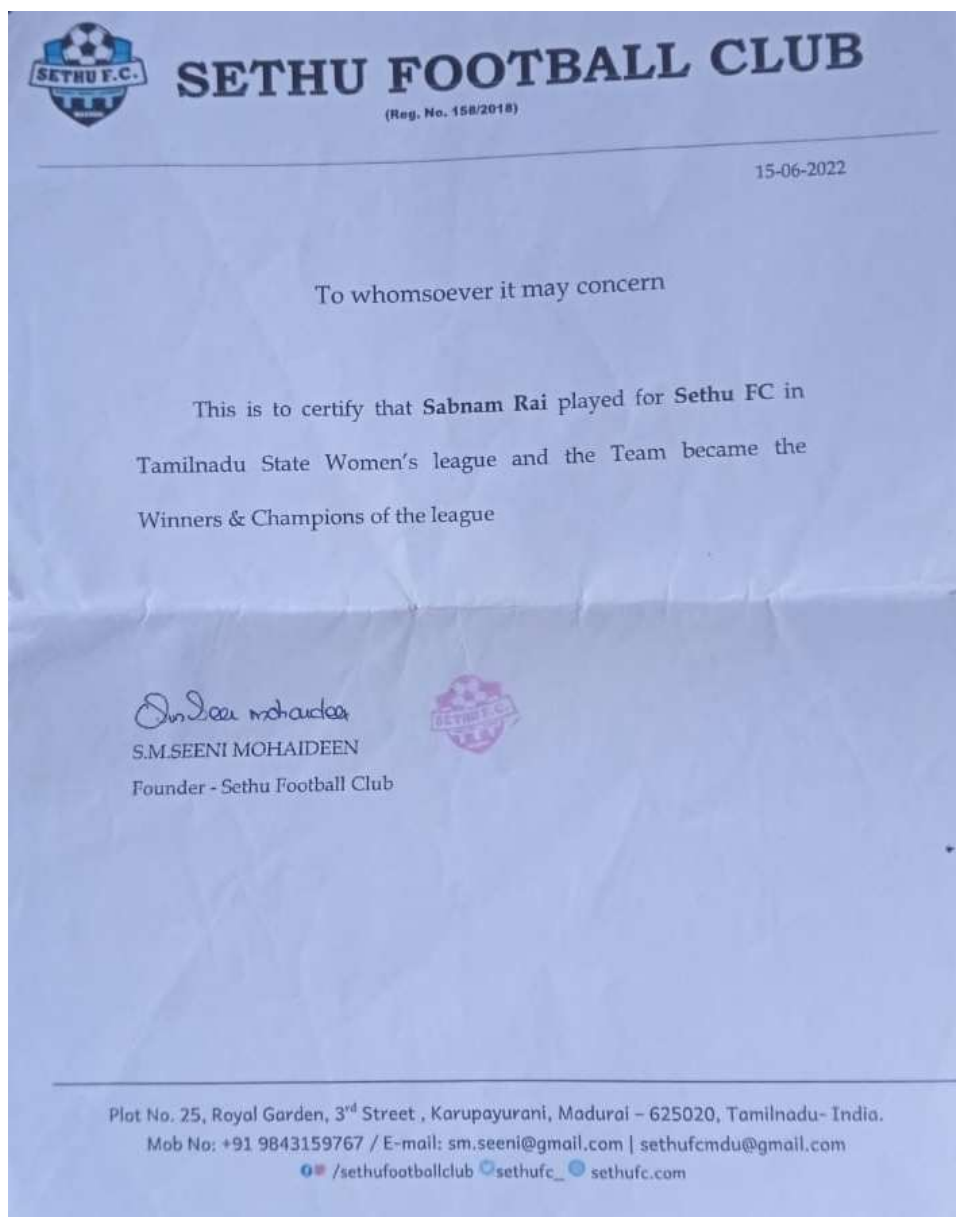 SETHU F.C.
SETHU FOOTBALL CLUB
(Reg. No. 158/2018)
15-06-2022
To whomsoever it may concern
This is to certify that Sabnam Rai played for Sethu FC in
Tamilnadu State Women's league and the Team became the
Winners & Champions of the league
SETHU F.C.
S.M.SEENI MOHAIDEEN
Founder - Sethu Football Club
Plot No. 25, Royal Garden, 3rd Street , Karupayurani, Madurai – 625020, Tamilnadu- India.
Mob No: +91 9843159767 / E-mail: sm.seeni@gmail.com | sethufcmdu@gmail.com
/sethufootballclub sethufc_ sethufc.com